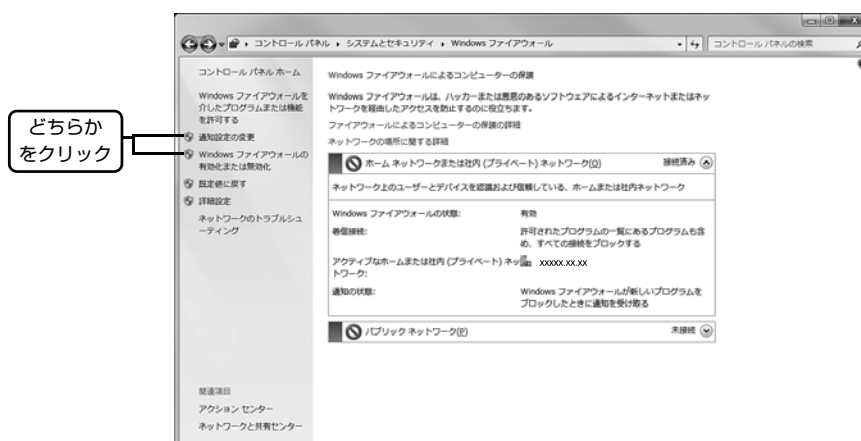 コントロール パネル ▸ システムとセキュリティ ▸ Windows ファイアウォール
コントロール パネルの検索
コントロール パネル ホーム
Windows ファイアウォールを
介したプログラムまたは機能
を許可する
通知設定の変更
Windows ファイアウォールの
有効化または無効化
既定値に戻す
詳細設定
ネットワークのトラブルシュ
ーティング
どちらか
をクリック
関連項目
アクション センター
ネットワークと共有センター
Windows ファイアウォールによるコンピューターの保護
Windows ファイアウォールは、ハッカーまたは悪意のあるソフトウェアによるインターネットまたはネッ
トワークを経由したアクセスを防止するのに役立ちます。
ファイアウォールによるコンピューターの保護の詳細
ネットワークの場所に関する詳細
ホーム ネットワークまたは社内 (プライベート) ネットワーク(O) 接続済み
ネットワーク上のユーザーとデバイスを認識および信頼している、ホームまたは社内ネットワーク
Windows ファイアウォールの状態: 有効
着信接続: 許可されたプログラムの一覧にあるプログラムも含
め、すべての接続をブロックする
アクティブなホームまたは社内 (プライベート) ネッ xxxxx.xx.xx
トワーク:
通知の状態: Windows ファイアウォールが新しいプログラムを
ブロックしたときに通知を受け取る
パブリック ネットワーク(P) 未接続